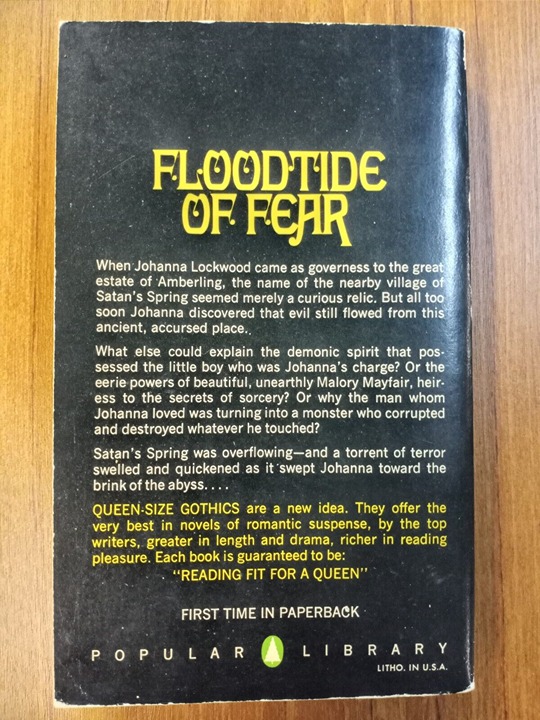 FLOODTIDE
OF FEAR
When Johanna Lockwood came as governess to the great
estate of Amberling, the name of the nearby village of
Satan's Spring seemed merely a curious relic. But all too
soon Johanna discovered that evil still flowed from this
ancient, accursed place.
What else could explain the demonic spirit that pos-
sessed the little boy who was Johanna's charge? Or the
eerie powers of beautiful, unearthly Malory Mayfair, heir-
ess to the secrets of sorcery? Or why the man whom
Johanna loved was turning into a monster who corrupted
and destroyed whatever he touched?
Satan's Spring was overflowing—and a torrent of terror
swelled and quickened as it swept Johanna toward the
brink of the abyss....
QUEEN-SIZE GOTHICS are a new idea. They offer the
very best in novels of romantic suspense, by the top
writers, greater in length and drama, richer in reading
pleasure. Each book is guaranteed to be:
"READING FIT FOR A QUEEN"
FIRST TIME IN PAPERBACK
POPULAR LIBRARY
LITHO. IN U.S.A.